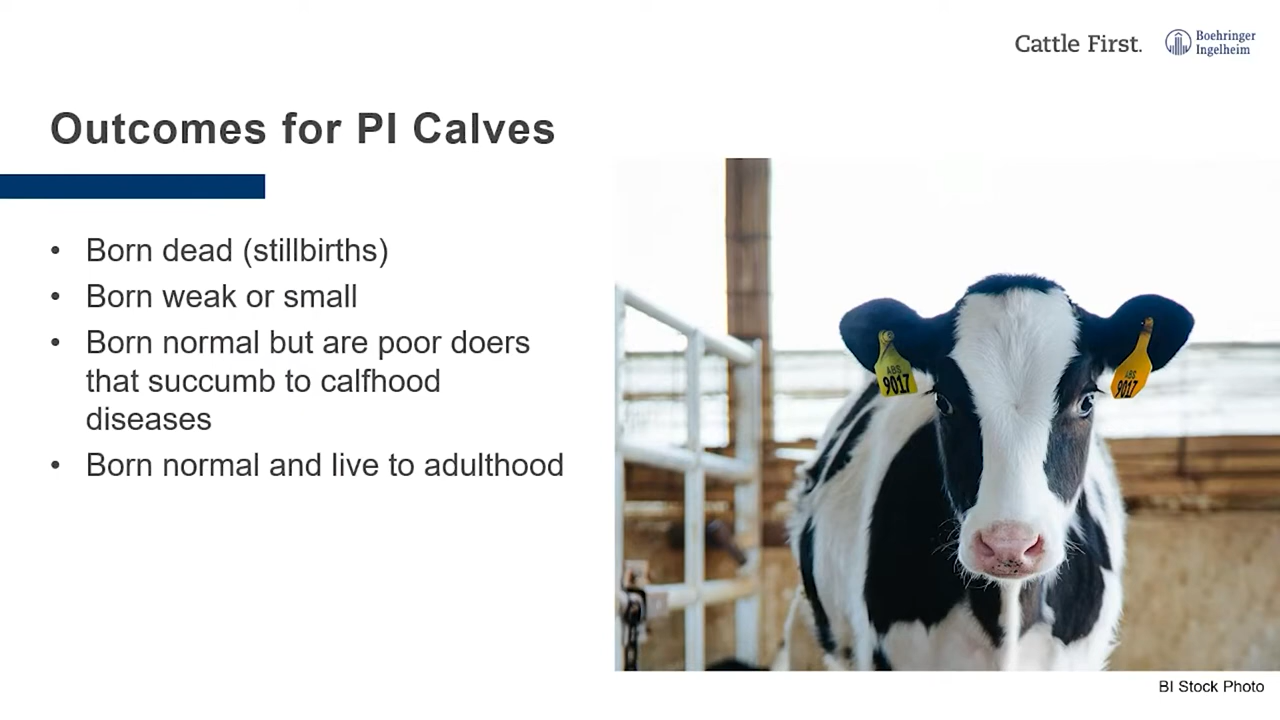 Cattle First.
Boehringer
Ingelheim
Outcomes for PI Calves
• Born dead (stillbirths)
• Born weak or small
• Born normal but are poor doers
that succumb to calfhood
diseases
• Born normal and live to adulthood
ABS
9017
ABS
9017
BI Stock Photo